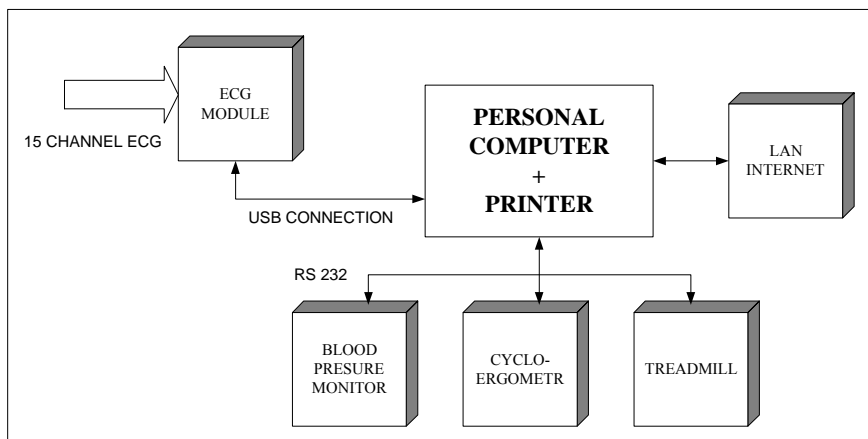 ECG
MODULE
15 CHANNEL ECG
USB CONNECTION
PERSONAL
COMPUTER
+
PRINTER
LAN
INTERNET
RS 232
BLOOD
PRESURE
MONITOR
CYCLO-
ERGOMETR
TREADMILL